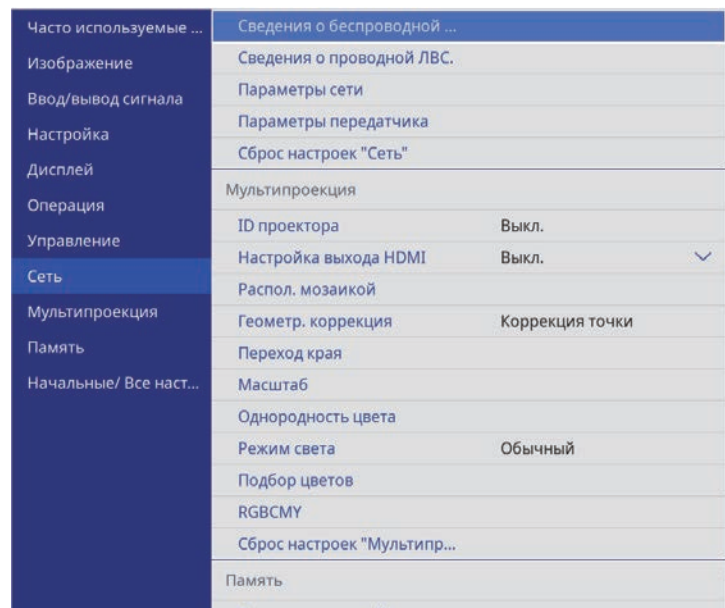 Часто используемые ...
Изображение
Ввод/вывод сигнала
Настройка
Дисплей
Операция
Управление
Сеть
Мультипроекция
Память
Начальные/ Все наст...
Сведения о беспроводной ...
Сведения о проводной ЛВС.
Параметры сети
Параметры передатчика
Сброс настроек "Сеть"
Мультипроекция
ID проектора Выкл.
Настройка выхода HDMI Выкл.
Распол. мозаикой
Геометр. коррекция Коррекция точки
Переход края
Масштаб
Однородность цвета
Режим света Обычный
Подбор цветов
RGBCMY
Сброс настроек "Мультипр...
Память